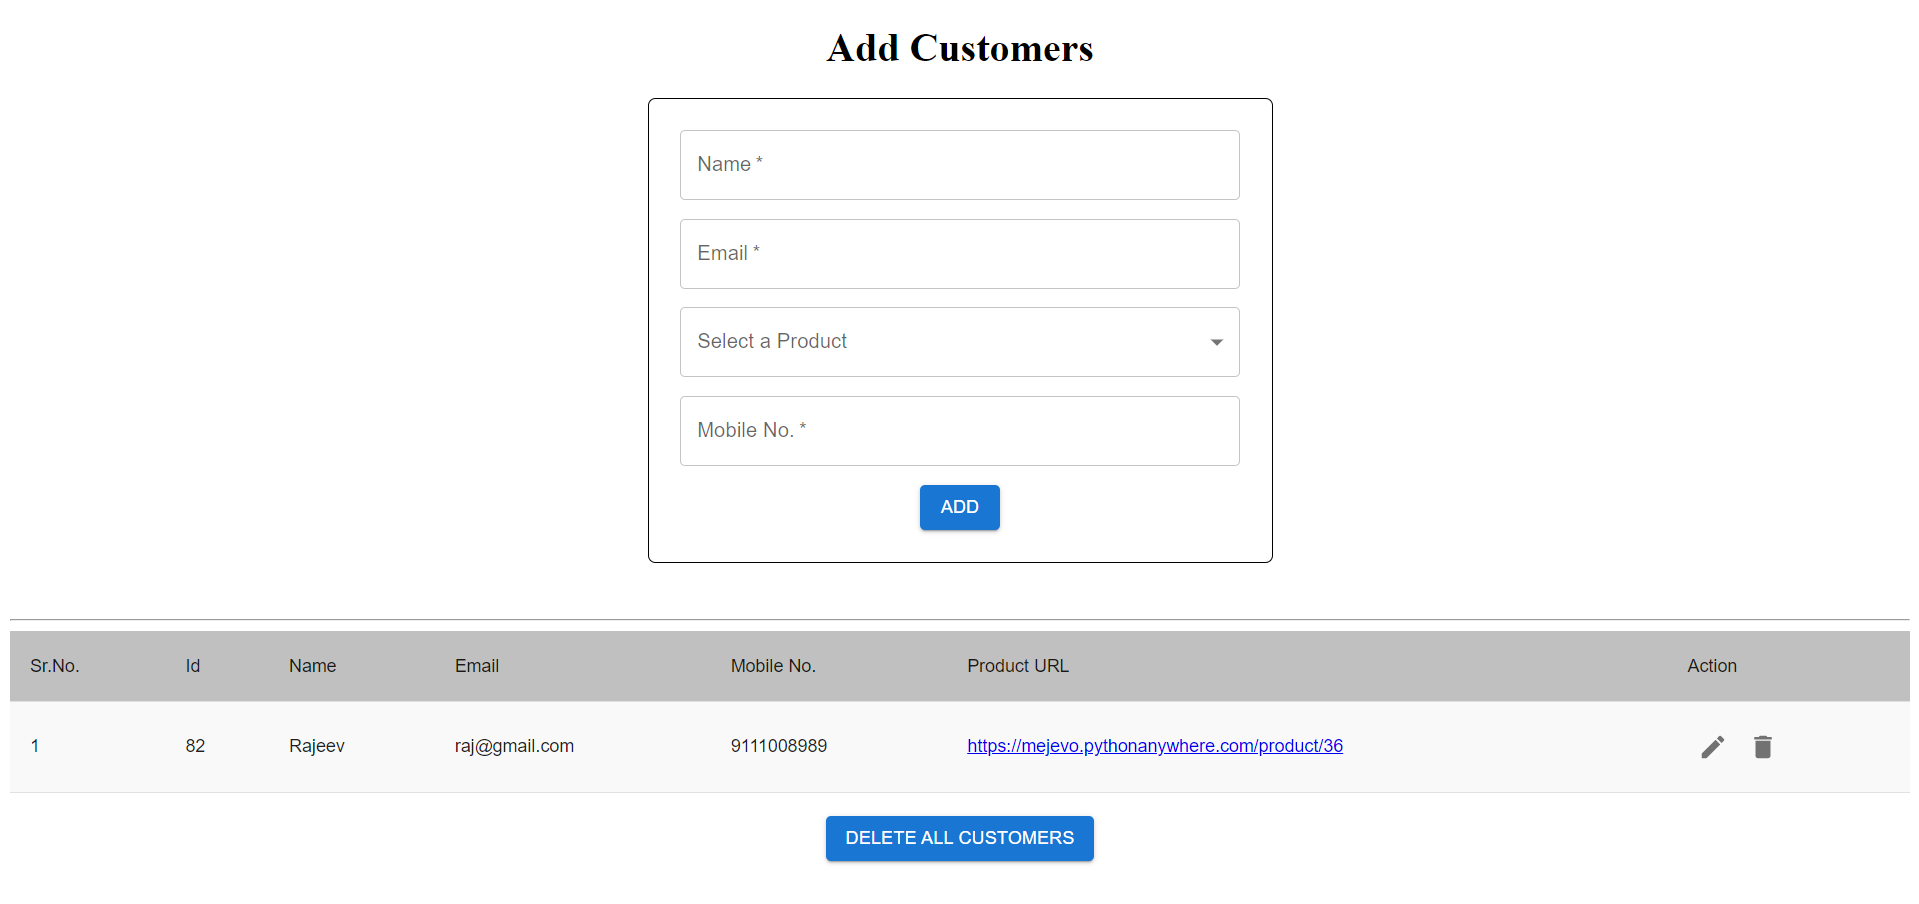 Add Customers
Name *
Email *
Select a Product
Mobile No. *
ADD
Sr.No. Id Name Email Mobile No. Product URL Action
1 82 Rajeev raj@gmail.com 9111008989 https://mejevo.pythonanywhere.com/product/36
DELETE ALL CUSTOMERS